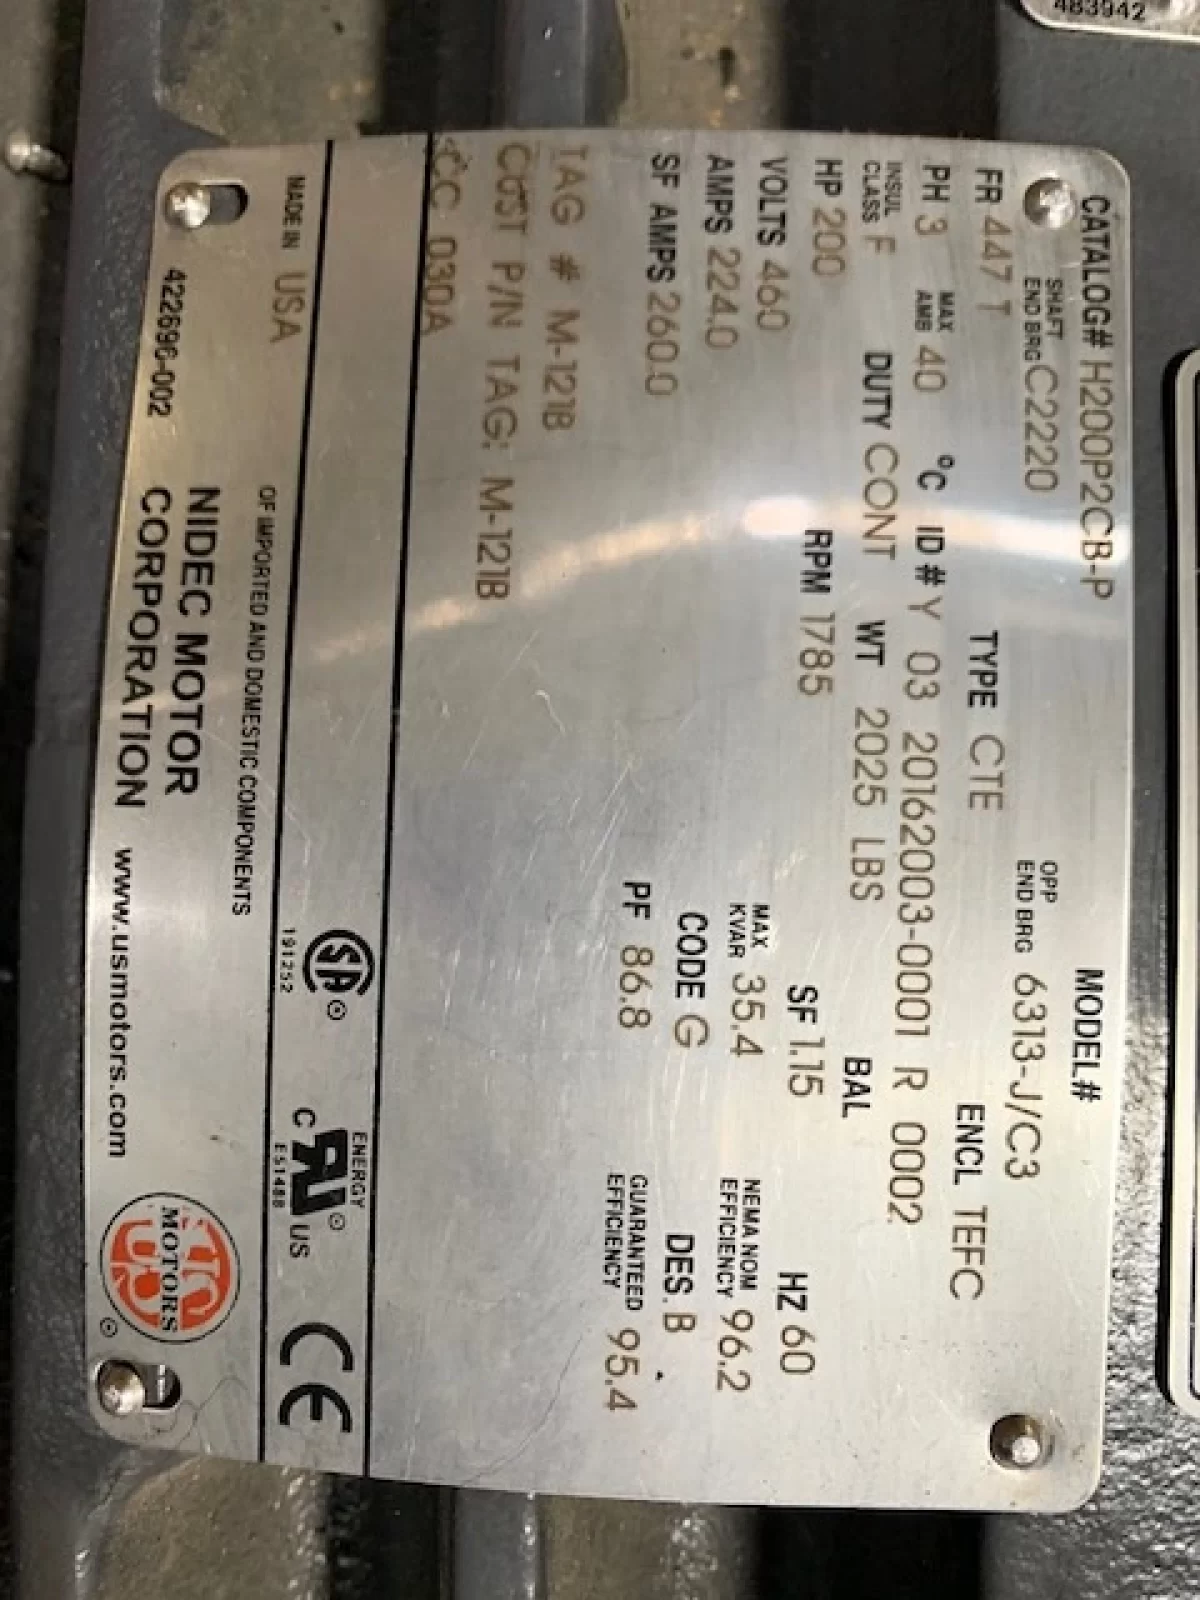 483942
CATALOG# H200P2CB-P MODEL#
SHAFT END BRG C2220 OPP END BRG 6313-J/C3
FR 447T TYPE CTE ENCL TEFC
PH 3 MAX AMB 40 °C ID# Y 03 20162003-0001 R 0002
INSUL CLASS F DUTY CONT WT 2025 LBS BAL
HP 200 RPM 1785 SF 1.15 HZ 60
VOLTS 460 MAX KVAR 35.4 NEMA NOM EFFICIENCY 96.2
AMPS 224.0 CODE G DES. B
SF AMPS 260.0 PF 86.8 GUARANTEED EFFICIENCY 95.4
TAG # M-121B
CUST P/N TAG: M-121B
CC 030A
ENERGY
MADE IN USA
OF IMPORTED AND DOMESTIC COMPONENTS
191252
C US
E51488
CE
422696-002
NIDEC MOTOR
CORPORATION
www.usmotors.com
MOTORS